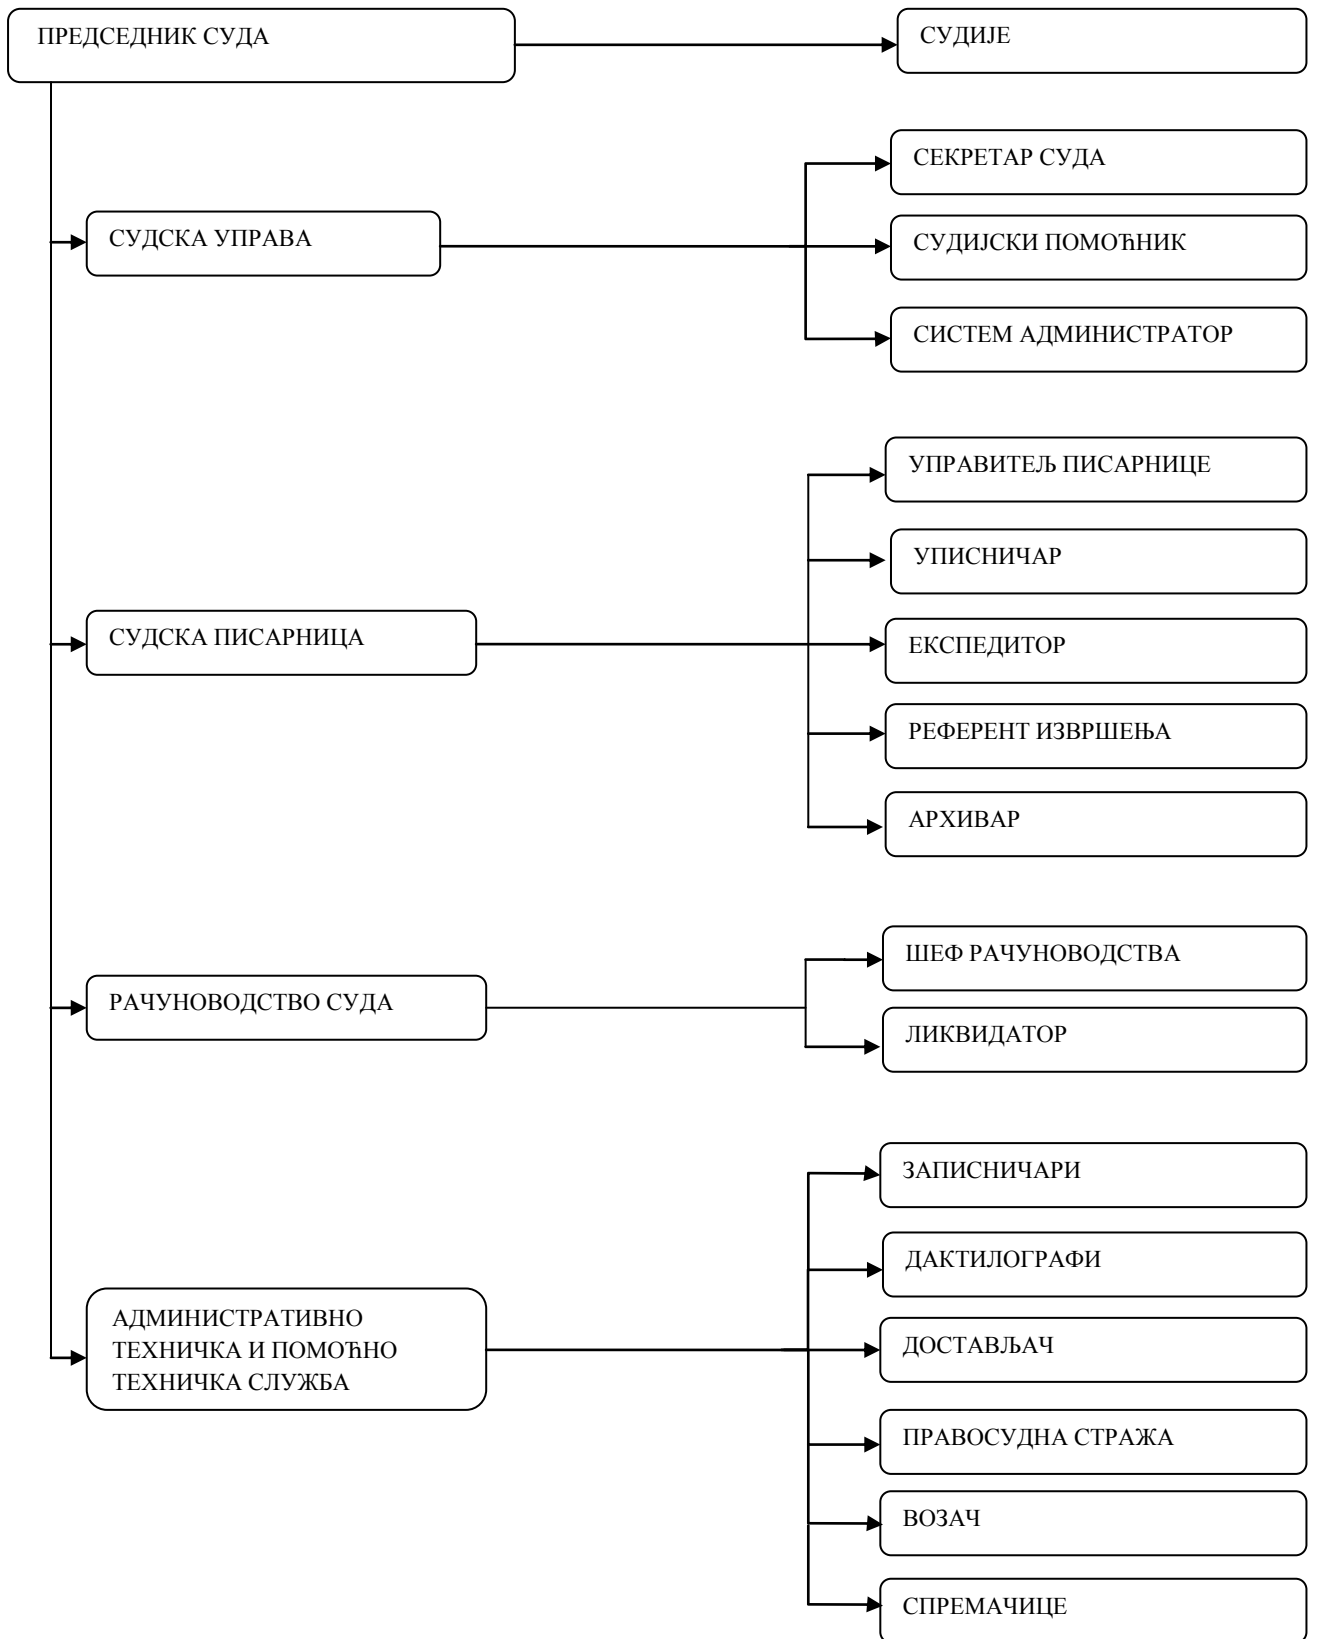 ПРЕДСЕДНИК СУДА
СУДИЈЕ
СЕКРЕТАР СУДА
СУДСКА УПРАВА
СУДИЈСКИ ПОМОЋНИК
СИСТЕМ АДМИНИСТРАТОР
УПРАВИТЕЉ ПИСАРНИЦЕ
УПИСНИЧАР
СУДСКА ПИСАРНИЦА
ЕКСПЕДИТОР
РЕФЕРЕНТ ИЗВРШЕЊА
АРХИВАР
ШЕФ РАЧУНОВОДСТВА
РАЧУНОВОДСТВО СУДА
ЛИКВИДАТОР
ЗАПИСНИЧАРИ
ДАКТИЛОГРАФИ
АДМИНИСТРАТИВНО
ТЕХНИЧКА И ПОМОЋНО
ТЕХНИЧКА СЛУЖБА
ДОСТАВЉАЧ
ПРАВОСУДНА СТРАЖА
ВОЗАЧ
СПРЕМАЧИЦЕ